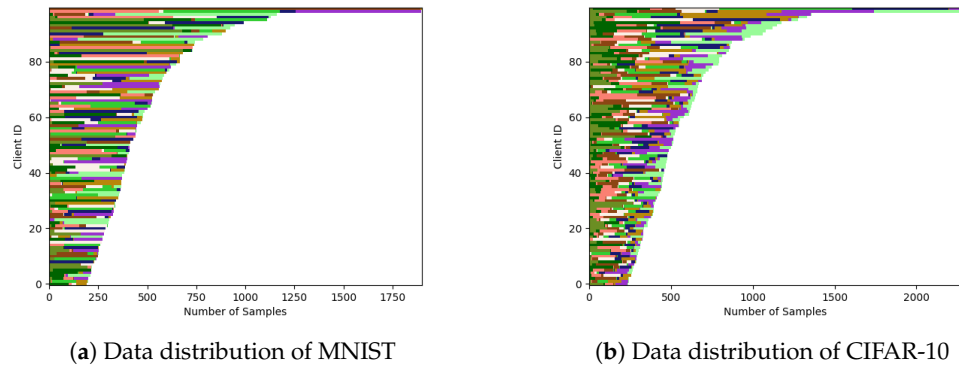 80
60
40
20
0
Client ID
0 250 500 750 1000 1250 1500 1750
Number of Samples
(a) Data distribution of MNIST
80
60
40
20
0
Client ID
0 500 1000 1500 2000
Number of Samples
(b) Data distribution of CIFAR-10